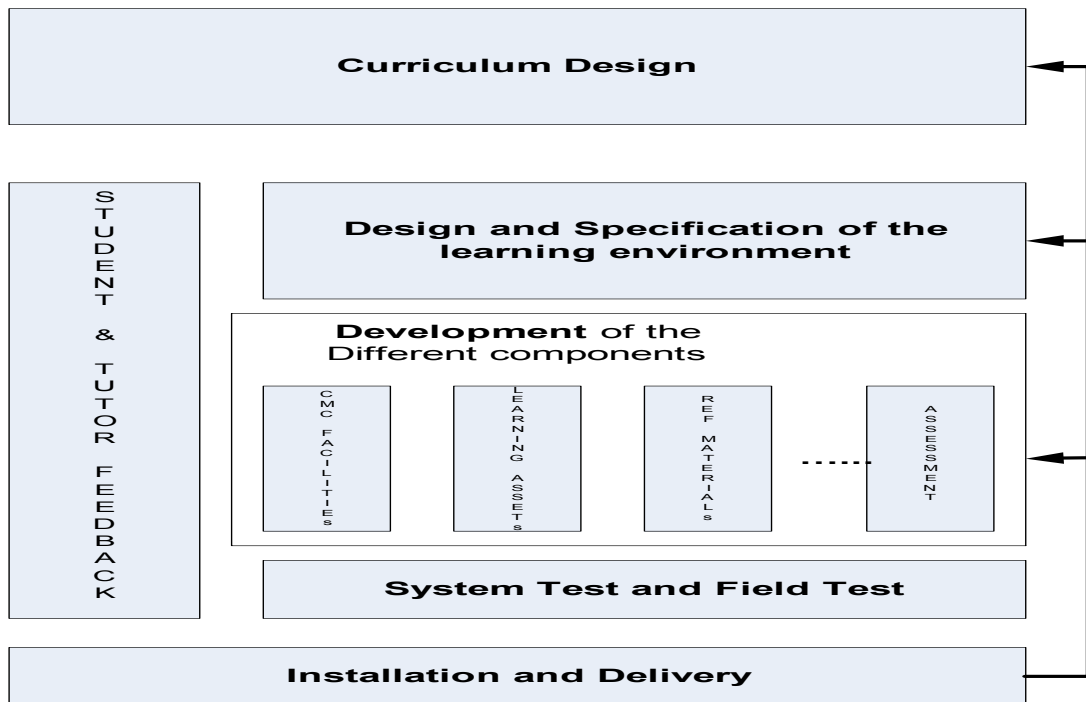 Curriculum Design
STUDENT & TUTOR FEEDBACK
Design and Specification of the
learning environment
Development of the
Different components
CMC FACILITIEs
LEARNING ASSETs
REF MATERIALs
ASSESSMENT
System Test and Field Test
Installation and Delivery